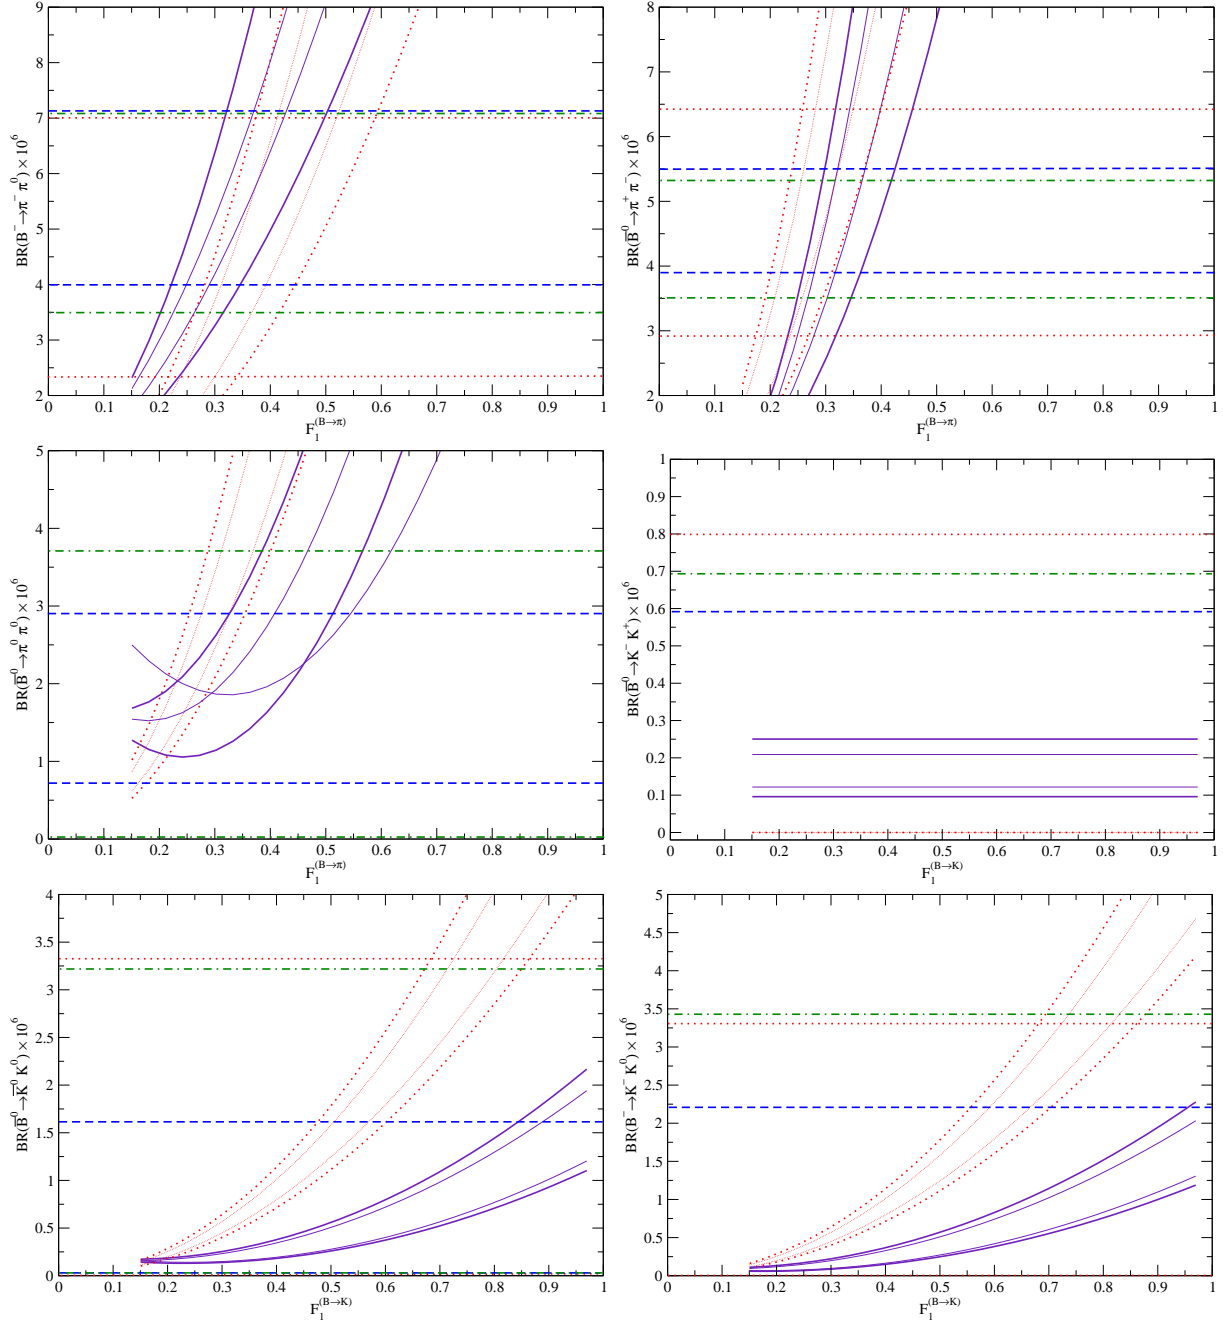 9
8
7
6
5
4
3
2
0 0.1 0.2 0.3 0.4 0.5 0.6 0.7 0.8 0.9 1
BR(B⁻→π⁻ π⁰) × 10⁶
F₁^(B→π)
8
7
6
5
4
3
2
0 0.1 0.2 0.3 0.4 0.5 0.6 0.7 0.8 0.9 1
BR(B̅⁰→π⁺ π⁻) × 10⁶
F₁^(B→π)
5
4
3
2
1
0
0 0.1 0.2 0.3 0.4 0.5 0.6 0.7 0.8 0.9 1
BR(B̅⁰→π⁰ π⁰) × 10⁶
F₁^(B→π)
1
0.9
0.8
0.7
0.6
0.5
0.4
0.3
0.2
0.1
0
0 0.1 0.2 0.3 0.4 0.5 0.6 0.7 0.8 0.9 1
BR(B̅⁰→K⁻ K⁺) × 10⁶
F₁^(B→K)
4
3.5
3
2.5
2
1.5
1
0.5
0
0 0.1 0.2 0.3 0.4 0.5 0.6 0.7 0.8 0.9 1
BR(B̅⁰→K̅⁰ K⁰) × 10⁶
F₁^(B→K)
5
4.5
4
3.5
3
2.5
2
1.5
1
0.5
0
0 0.1 0.2 0.3 0.4 0.5 0.6 0.7 0.8 0.9 1
BR(B⁻→K⁻ K⁰) × 10⁶
F₁^(B→K)